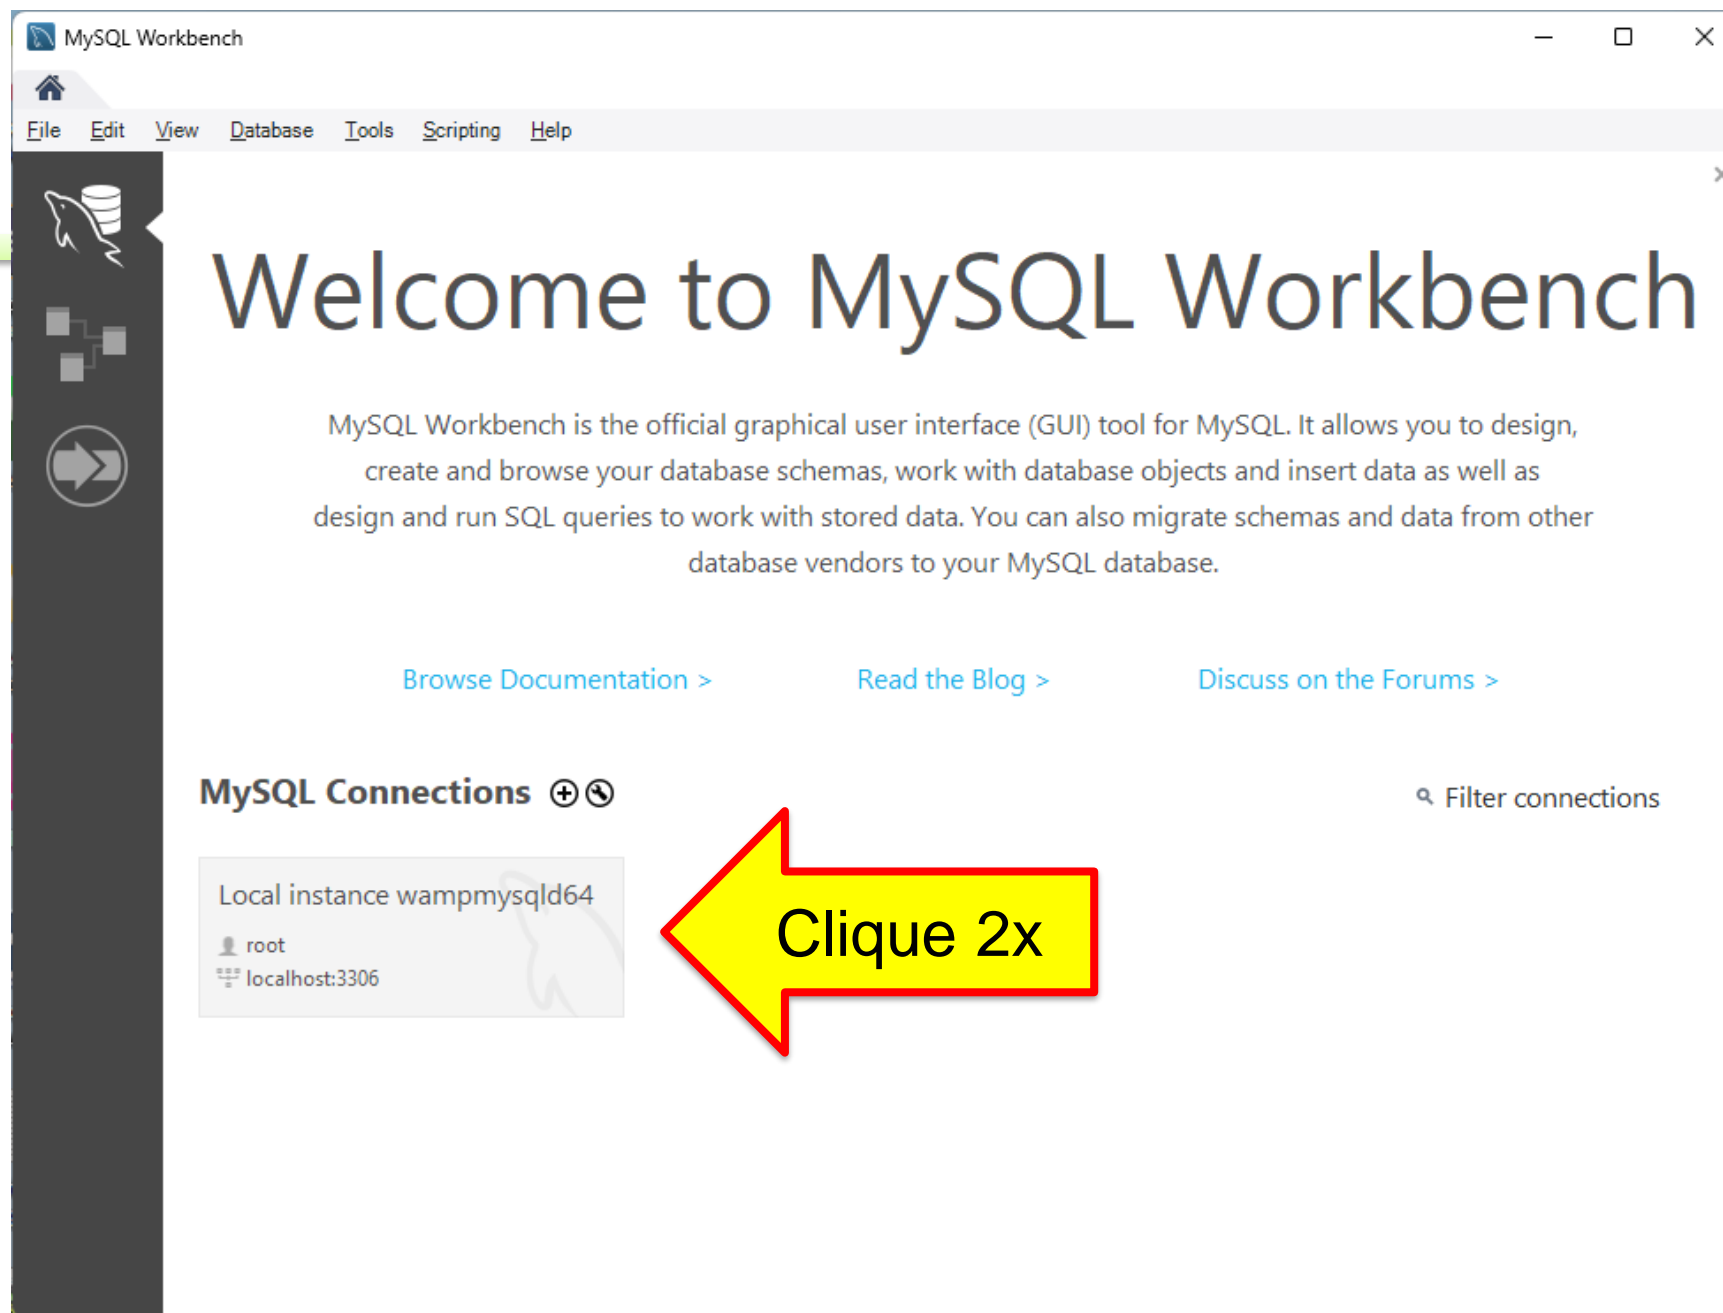 MySQL Workbench
File Edit View Database Tools Scripting Help
Welcome to MySQL Workbench
MySQL Workbench is the official graphical user interface (GUI) tool for MySQL. It allows you to design,
create and browse your database schemas, work with database objects and insert data as well as
design and run SQL queries to work with stored data. You can also migrate schemas and data from other
database vendors to your MySQL database.
Browse Documentation > Read the Blog > Discuss on the Forums >
MySQL Connections
Filter connections
Local instance wampmysqld64
root
localhost:3306
Clique 2x